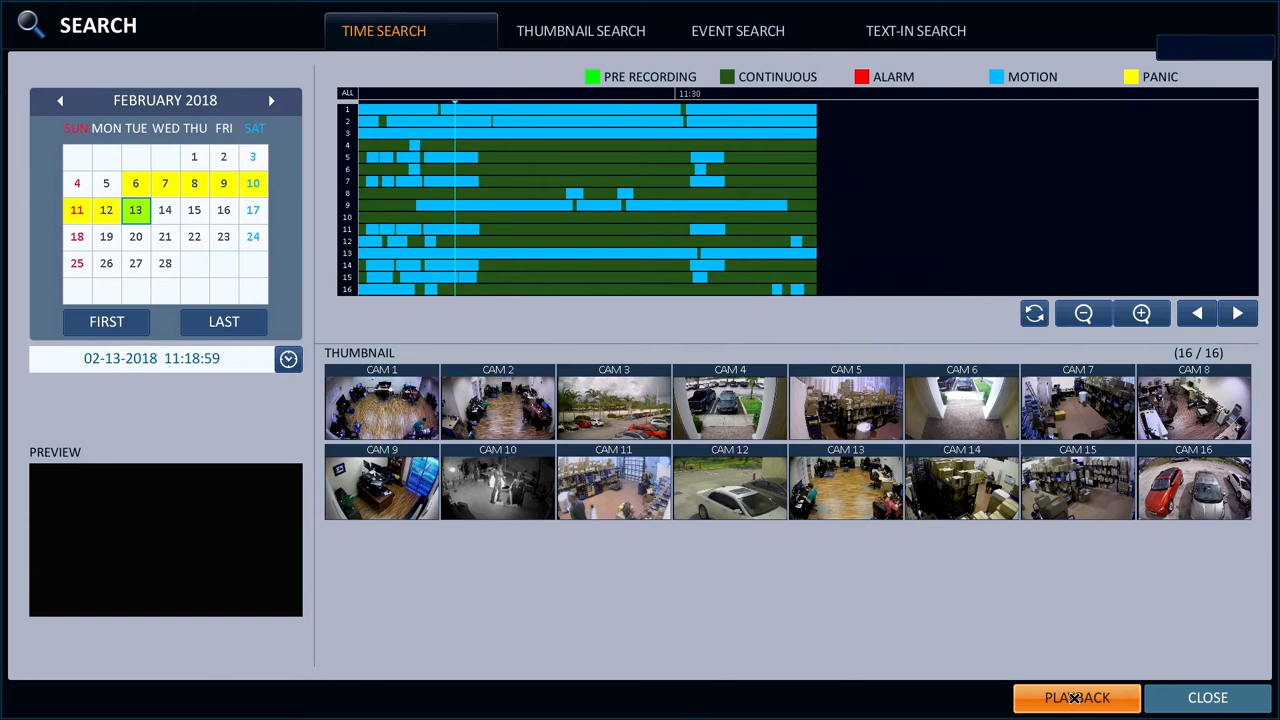 SEARCH
TIME SEARCH THUMBNAIL SEARCH EVENT SEARCH TEXT-IN SEARCH
PRE RECORDING CONTINUOUS ALARM MOTION PANIC
FEBRUARY 2018
SUN MON TUE WED THU FRI SAT
1 2 3
4 5 6 7 8 9 10
11 12 13 14 15 16 17
18 19 20 21 22 23 24
25 26 27 28
FIRST LAST
02-13-2018 11:18:59
ALL 11:30
1
2
3
4
5
6
7
8
9
10
11
12
13
14
15
16
THUMBNAIL (16 / 16)
CAM 1 CAM 2 CAM 3 CAM 4 CAM 5 CAM 6 CAM 7 CAM 8
CAM 9 CAM 10 CAM 11 CAM 12 CAM 13 CAM 14 CAM 15 CAM 16
PREVIEW
PLAYBACK CLOSE